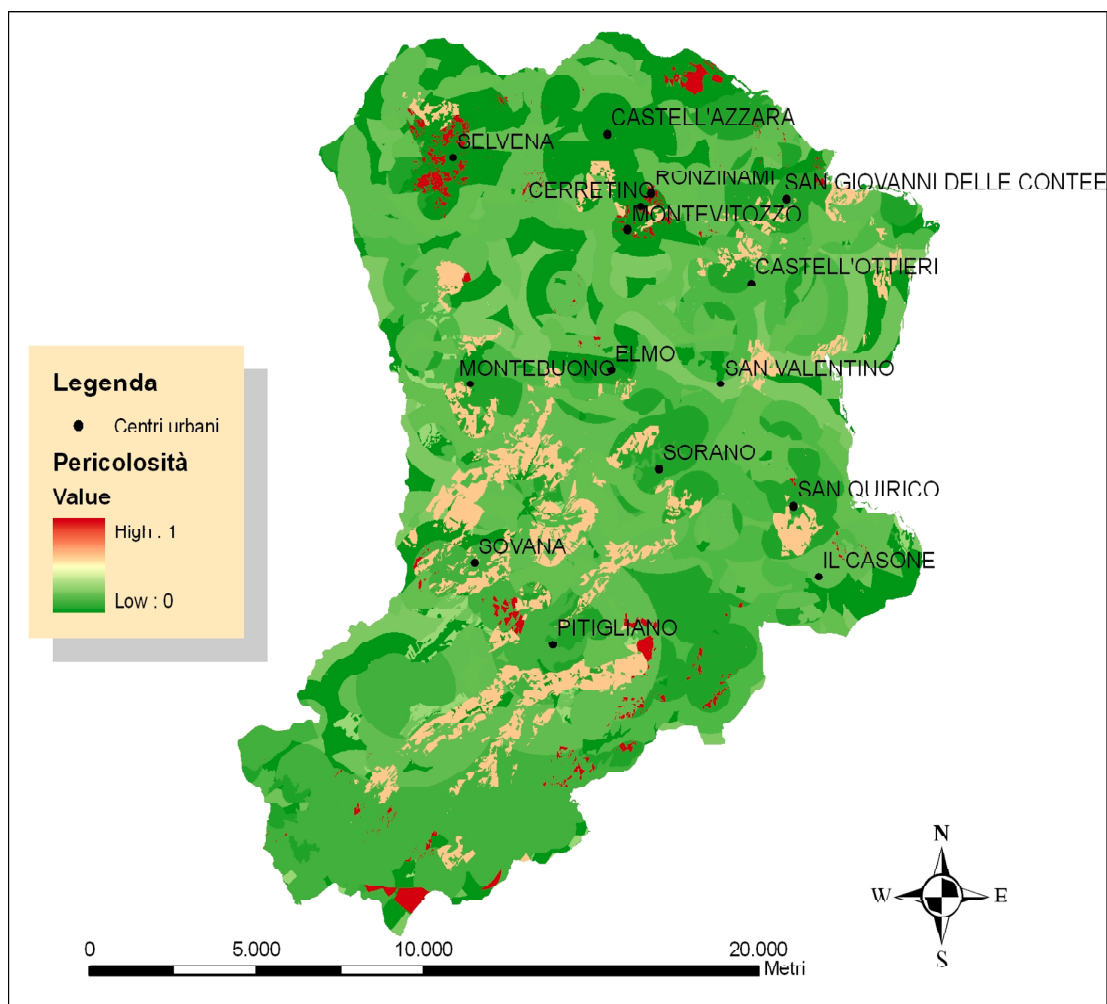 CASTELL'AZZARA
SELVENA
RONZINAMI
CERRETINO
SAN GIOVANNI DELLE CONTEE
MONTEVITOZZO
CASTELL'OTTIERI
ELMO
MONTEBUONO
SAN VALENTINO
SORANO
SAN QUIRICO
SOVANA
IL CASONE
PITIGLIANO
Legenda
Centri urbani
Pericolosità
Value
High : 1
Low : 0
N
W
E
S
0 5.000 10.000 20.000
Metri